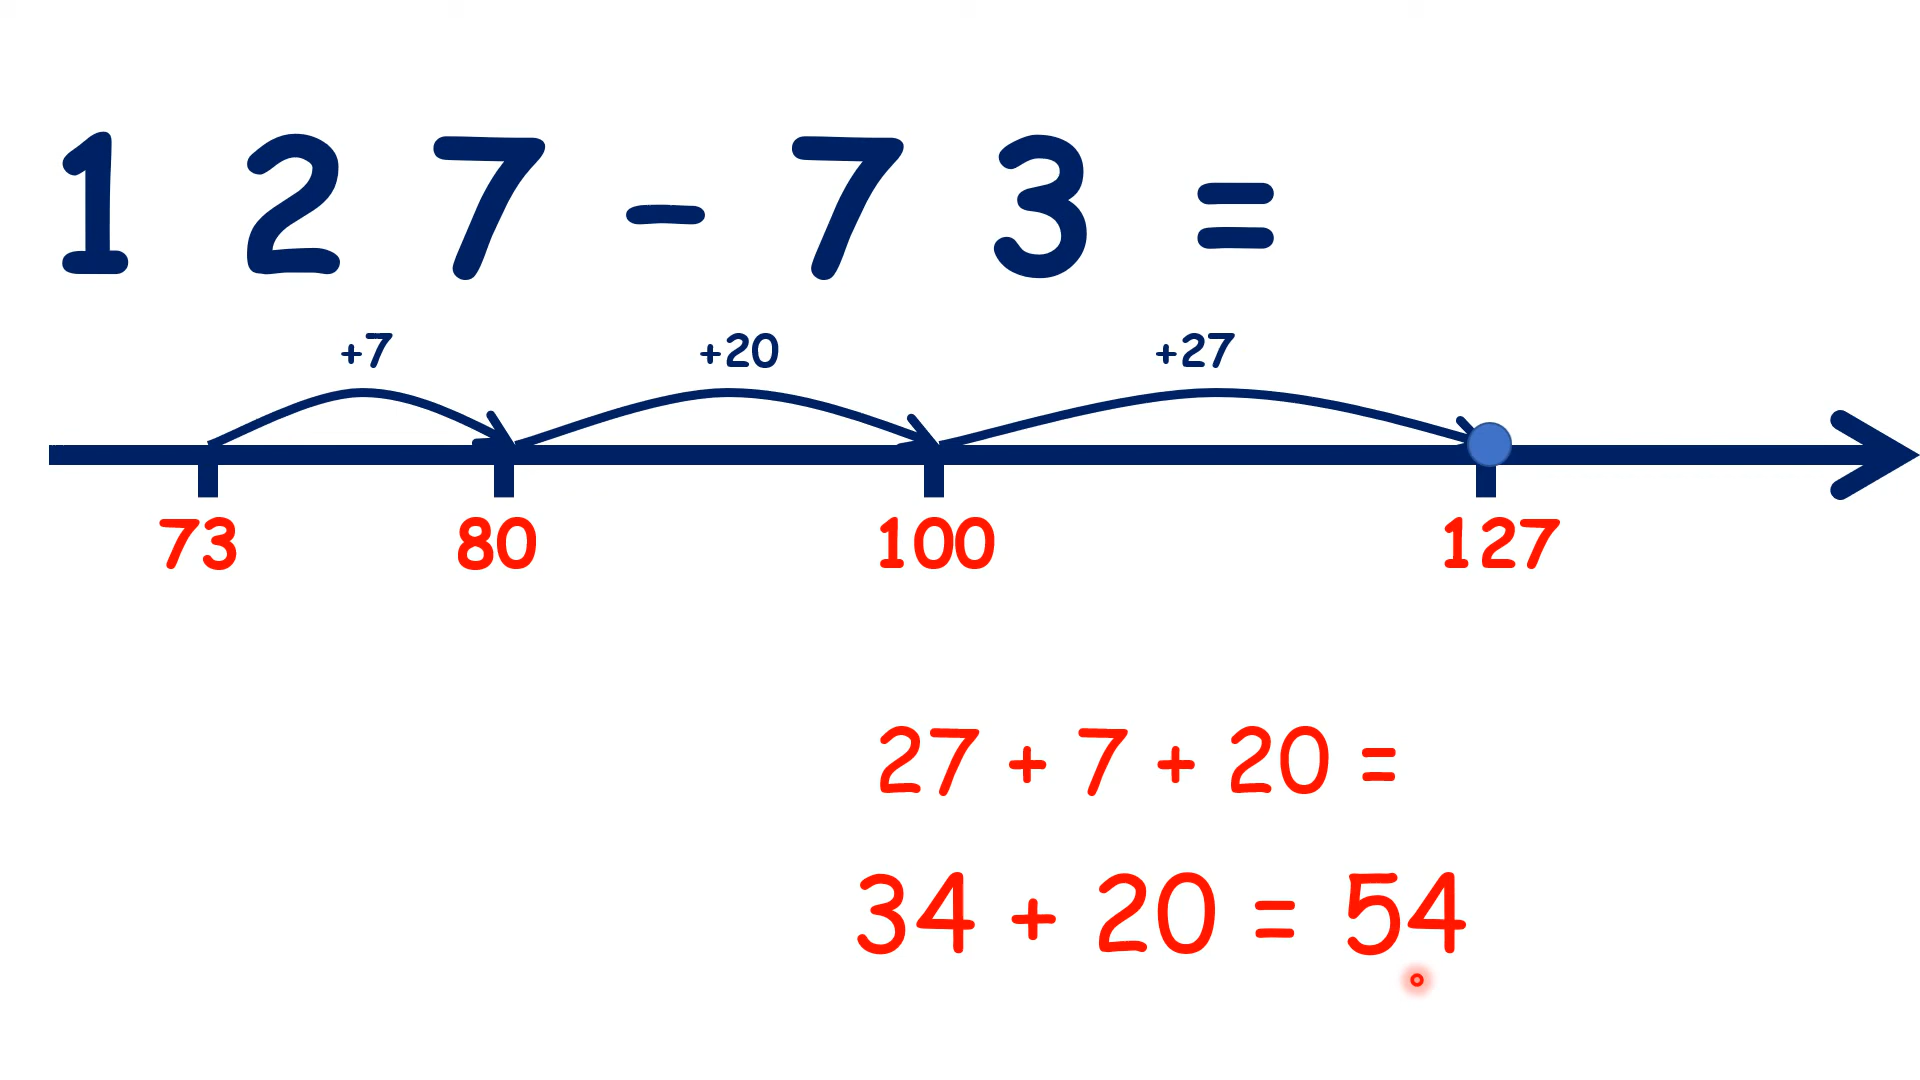 1 2 7 – 7 3 =
+7 +20 +27
73 80 100 127
27 + 7 + 20 =
34 + 20 = 54